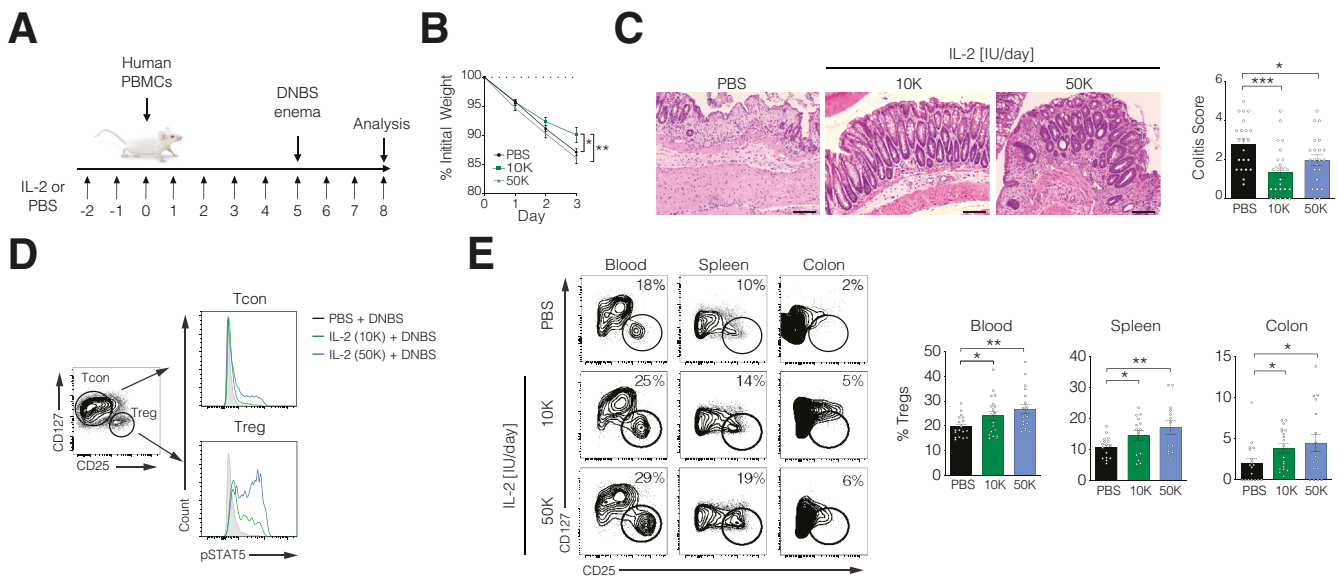 A
Human
PBMCs
DNBS
enema
Analysis
IL-2 or
PBS
-2 -1 0 1 2 3 4 5 6 7 8
B
% Initital Weight
100
95
90
85
80
0 1 2 3
Day
PBS
10K
50K
*
**
C
IL-2 [IU/day]
PBS 10K 50K
Colitis Score
6
4
2
0
*
***
PBS 10K 50K
D
Tcon
PBS + DNBS
IL-2 (10K) + DNBS
IL-2 (50K) + DNBS
Tcon
Treg
CD127
CD25
Treg
Count
pSTAT5
E
Blood Spleen Colon
PBS
18% 10% 2%
IL-2 [IU/day]
10K
25% 14% 5%
50K
29% 19% 6%
CD127
CD25
Blood
% Tregs
50
40
30
20
10
0
**
*
PBS 10K 50K
Spleen
40
30
20
10
0
**
*
PBS 10K 50K
Colon
15
10
5
0
*
*
PBS 10K 50K